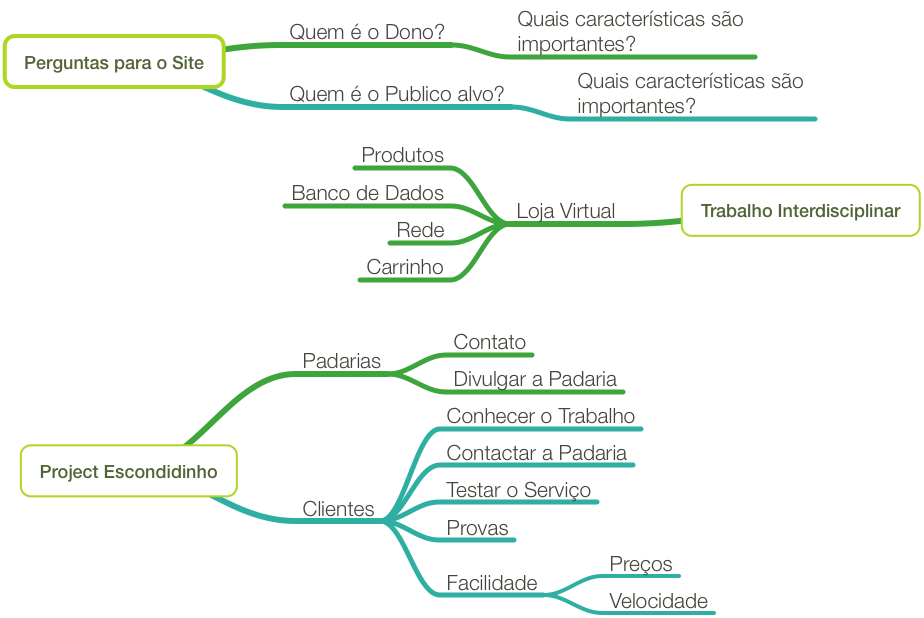 Perguntas para o Site
Quem é o Dono?
Quais características são
importantes?
Quem é o Publico alvo?
Quais características são
importantes?
Produtos
Banco de Dados
Rede
Carrinho
Loja Virtual
Trabalho Interdisciplinar
Project Escondidinho
Padarias
Contato
Divulgar a Padaria
Clientes
Conhecer o Trabalho
Contactar a Padaria
Testar o Serviço
Provas
Facilidade
Preços
Velocidade